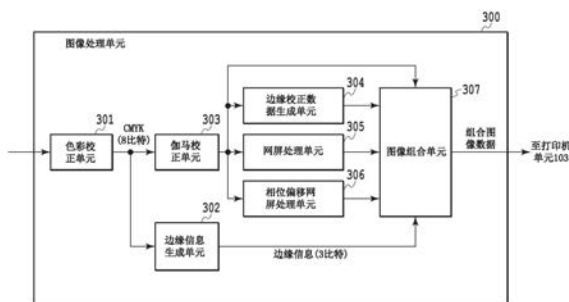 300
图像处理单元
301
色彩校
正单元
CMYK
(8比特)
303
伽马校
正单元
304
边缘校正数
据生成单元
305
网屏处理单元
306
相位偏移网
屏处理单元
307
图像组合单元
组合图
像数据
至打印机
单元103
302
边缘信息
生成单元
边缘信息(3比特)